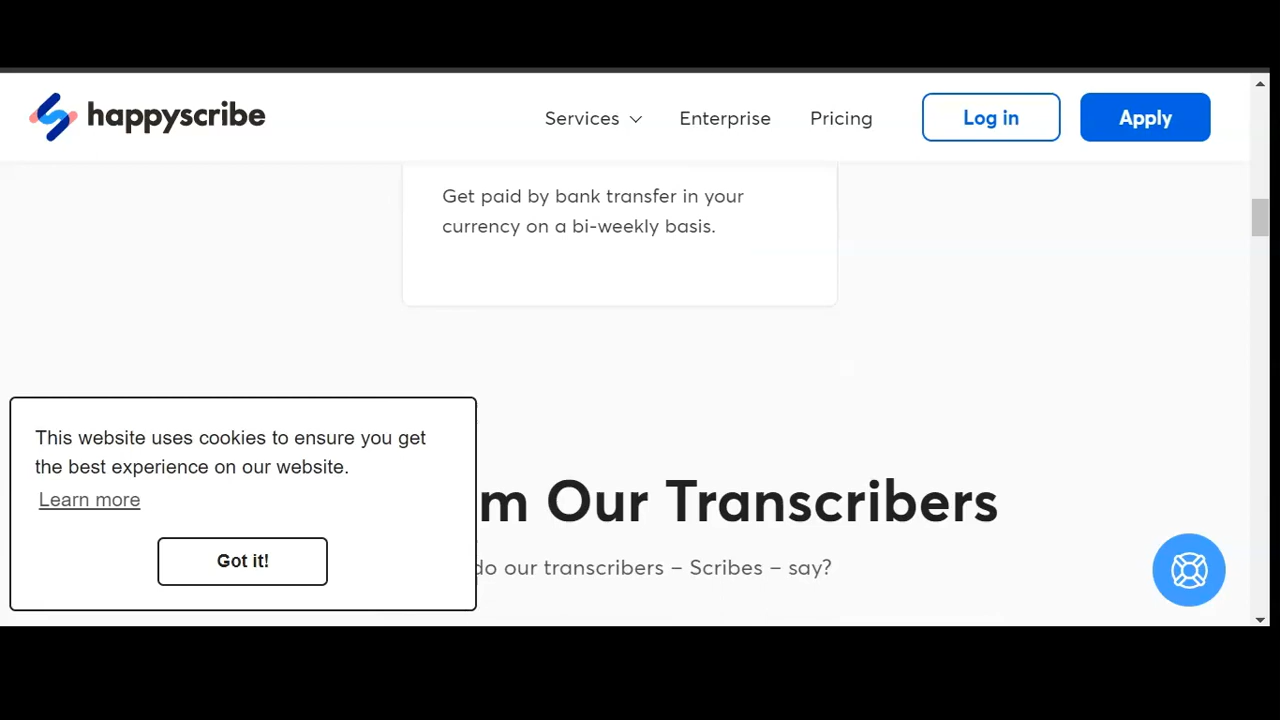 happyscribe
Services
Enterprise
Pricing
Log in
Apply
Get paid by bank transfer in your
currency on a bi-weekly basis.
This website uses cookies to ensure you get
the best experience on our website.
Learn more
Got it!
m Our Transcribers
do our transcribers – Scribes – say?